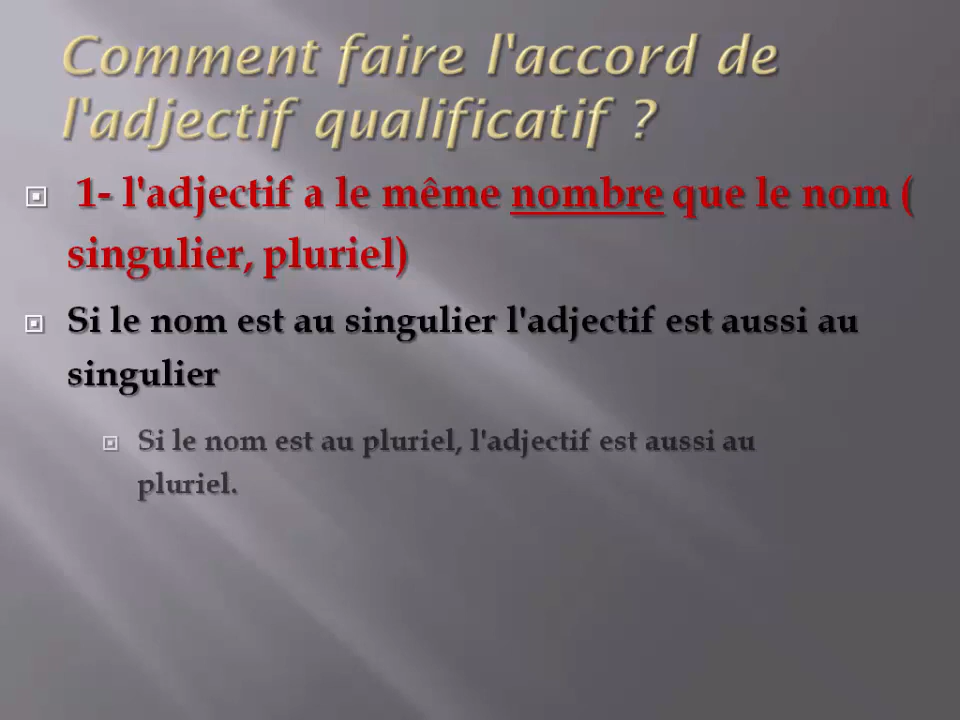 Comment faire l'accord de
l'adjectif qualificatif ?
1- l'adjectif a le même nombre que le nom (
singulier, pluriel)
Si le nom est au singulier l'adjectif est aussi au
singulier
Si le nom est au pluriel, l'adjectif est aussi au
pluriel.